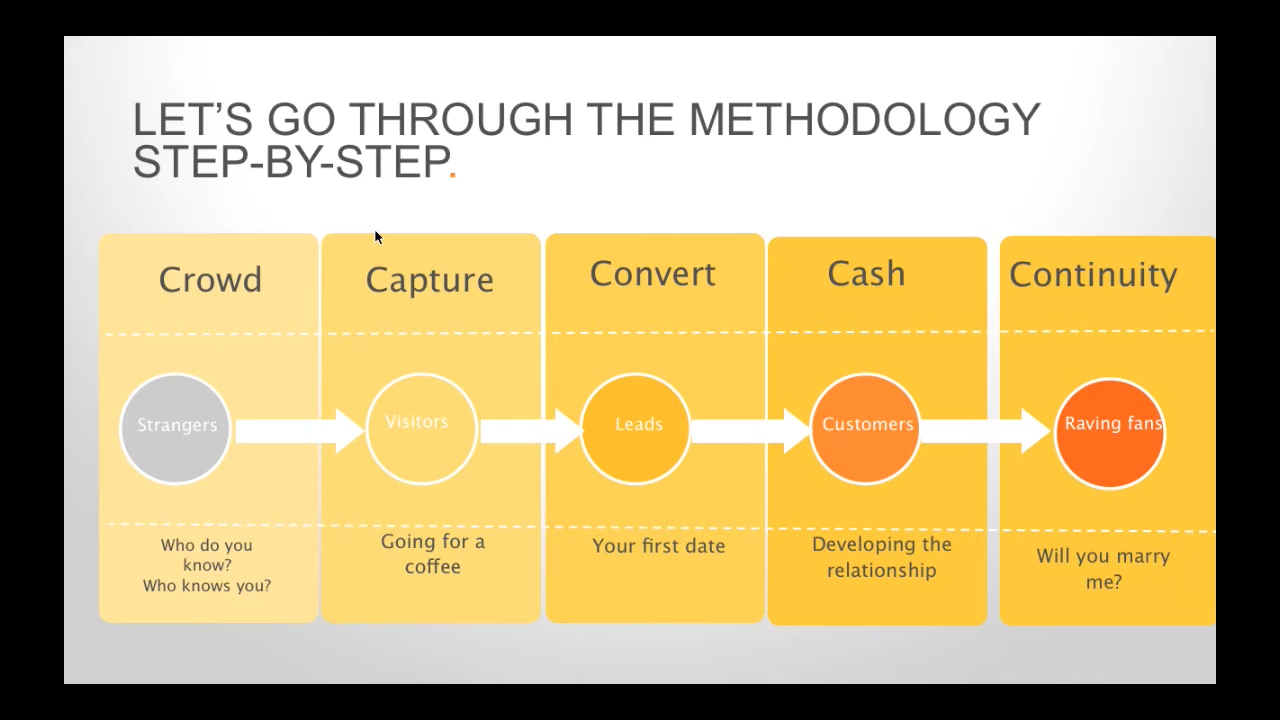 LET’S GO THROUGH THE METHODOLOGY
STEP-BY-STEP.
Crowd
Capture
Convert
Cash
Continuity
Strangers
Visitors
Leads
Customers
Raving fans
Who do you
know?
Who knows you?
Going for a
coffee
Your first date
Developing the
relationship
Will you marry
me?